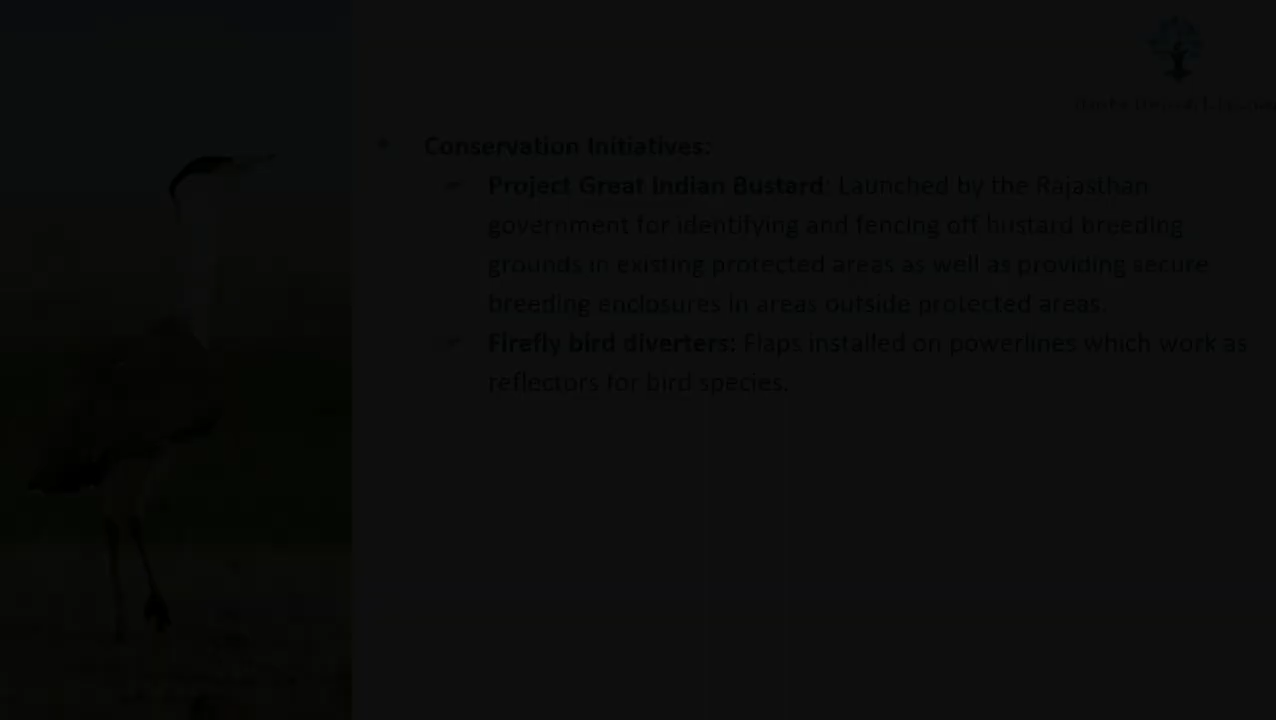 Conservation Initiatives:
Project Great Indian Bustard: Launched by the Rajasthan
government for identifying and fencing off bustard breeding
grounds in existing protected areas as well as providing secure
breeding enclosures in areas outside protected areas.
Firefly bird diverters: Flaps installed on powerlines which work as
reflectors for bird species.